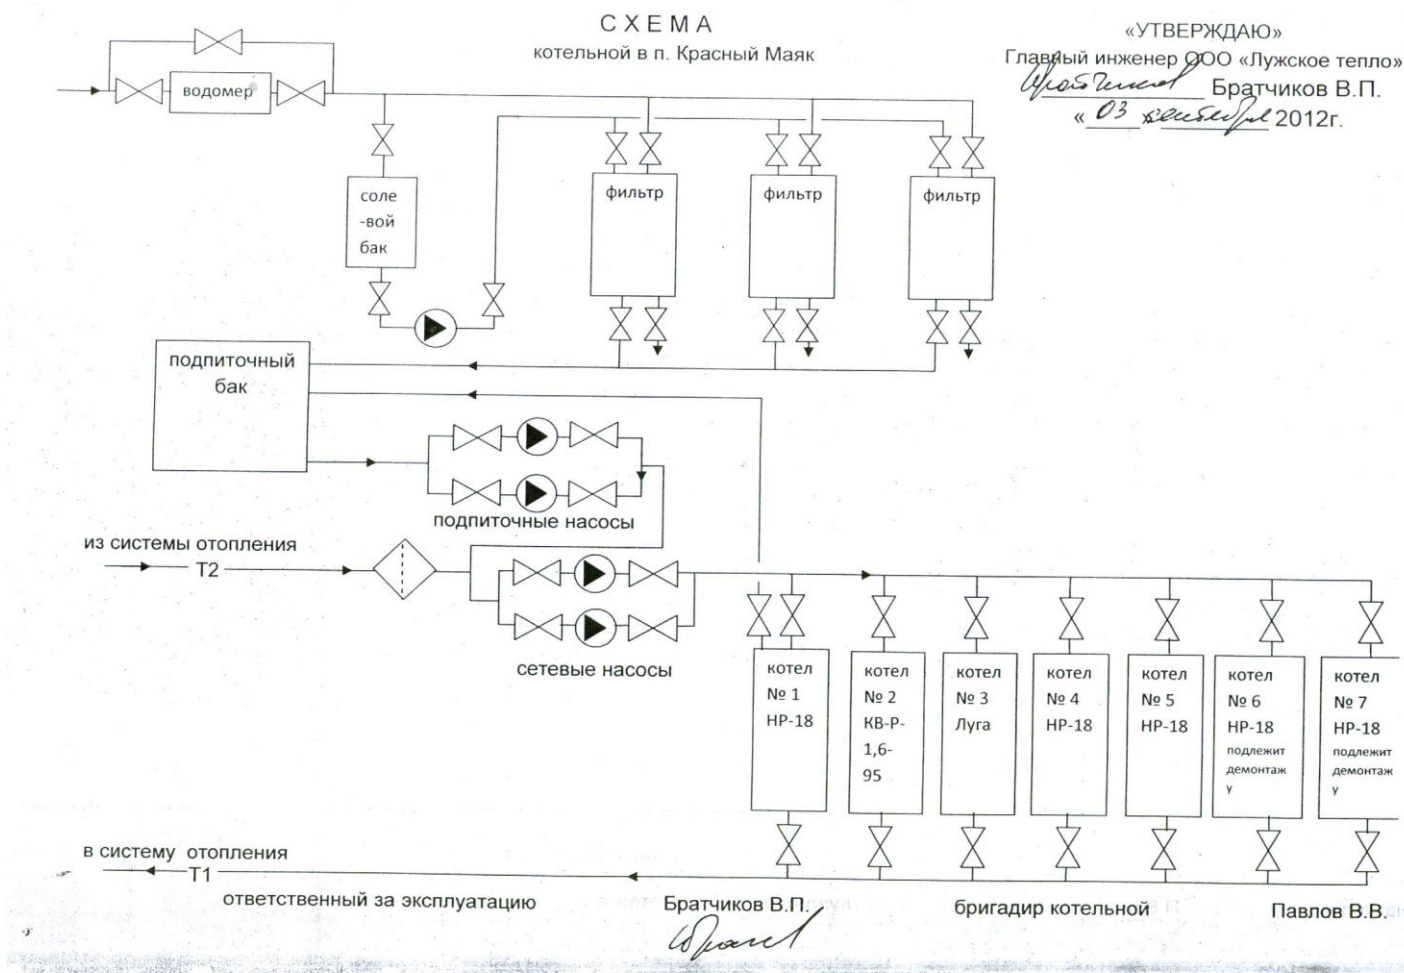 СХЕМА
котельной в п. Красный Маяк
«УТВЕРЖДАЮ»
Главный инженер ООО «Лужское тепло»
Братчиков В.П.
«03» сентября 2012г.
водомер
соле
-вой
бак
фильтр
фильтр
фильтр
подпиточный
бак
подпиточные насосы
из системы отопления
Т2
сетевые насосы
котел
№ 1
НР-18
котел
№ 2
КВ-Р-
1,6-
95
котел
№ 3
Луга
котел
№ 4
НР-18
котел
№ 5
НР-18
котел
№ 6
НР-18
подлежит
демонтаж
у
котел
№ 7
НР-18
подлежит
демонтаж
у
в систему отопления
Т1
ответственный за эксплуатацию Братчиков В.П. бригадир котельной Павлов В.В.